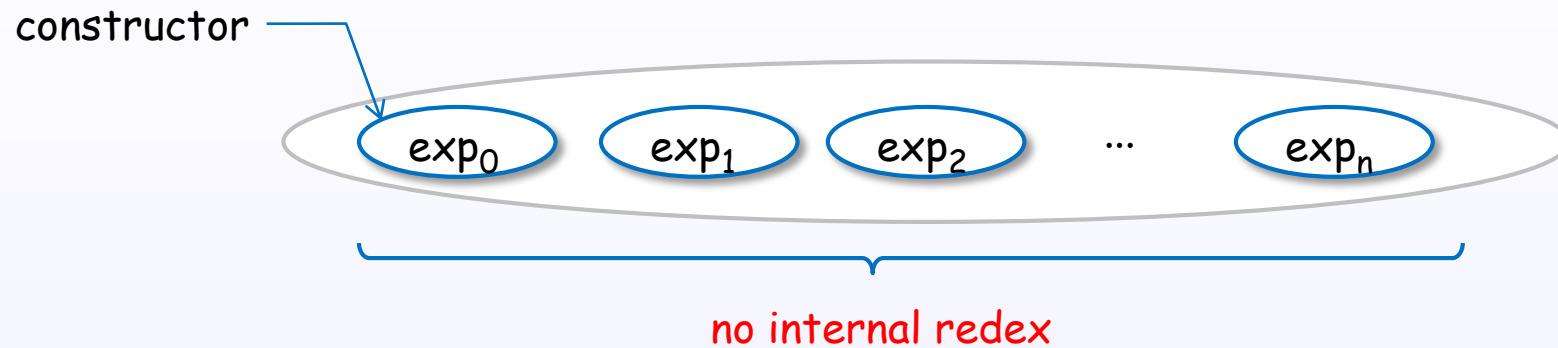 constructor
exp₀ exp₁ exp₂ ... expₙ
no internal redex